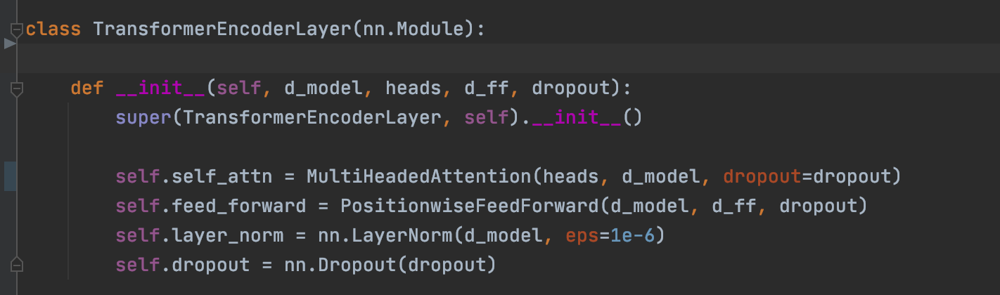 class TransformerEncoderLayer(nn.Module):
def __init__(self, d_model, heads, d_ff, dropout):
super(TransformerEncoderLayer, self).__init__()
self.self_attn = MultiHeadedAttention(heads, d_model, dropout=dropout)
self.feed_forward = PositionwiseFeedForward(d_model, d_ff, dropout)
self.layer_norm = nn.LayerNorm(d_model, eps=1e-6)
self.dropout = nn.Dropout(dropout)